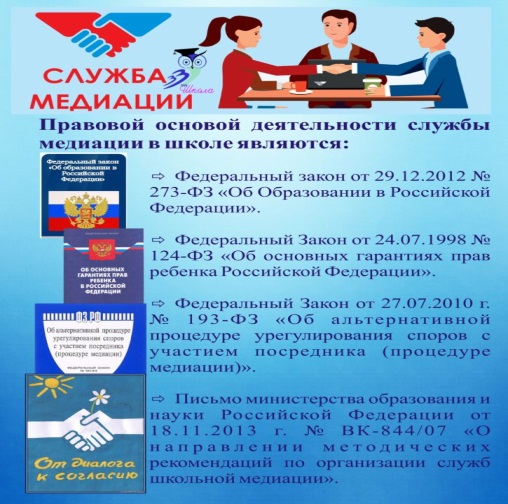 СЛУЖБА
МЕДИАЦИИ
Школа
Правовой основой деятельности службы
медиации в школе являются:
Федеральный закон
«Об образовании в
Российской
Федерации»
⇨ Федеральный закон от 29.12.2012 №
273-ФЗ «Об Образовании в Российской
Федерации».
ОБ ОСНОВНЫХ
ГАРАНТИЯХ ПРАВ
РЕБЕНКА
В РОССИЙСКОЙ
ФЕДЕРАЦИИ
⇨ Федеральный Закон от 24.07.1998 №
124-ФЗ «Об основных гарантиях прав
ребенка Российской Федерации».
ФЗ РФ
Об альтернативной процедуре
урегулирования споров
с участием посредника
(процедуре медиации)
ФЕДЕРАЛЬНЫЙ ЗАКОН
⇨ Федеральный Закон от 27.07.2010 г.
№ 193-ФЗ «Об альтернативной
процедуре урегулирования споров с
участием посредника (процедуре
медиации)».
От диалога
к согласию
⇨ Письмо министерства образования и
науки Российской Федерации от
18.11.2013 г. № ВК-844/07 «О
направлении методических
рекомендаций по организации служб
школьной медиации».